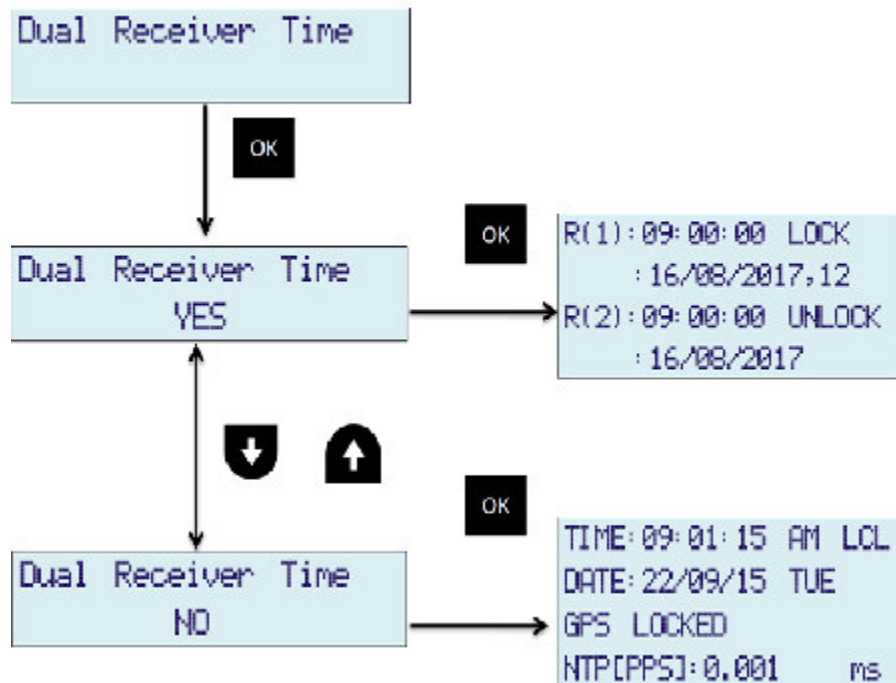 Dual Receiver Time
OK
Dual Receiver Time
YES
OK
R(1):09:00:00 LOCK
:16/08/2017,12
R(2):09:00:00 UNLOCK
:16/08/2017
Dual Receiver Time
NO
OK
TIME:09:01:15 AM LCL
DATE:22/09/15 TUE
GPS LOCKED
NTP[PPS]:0.001 ms